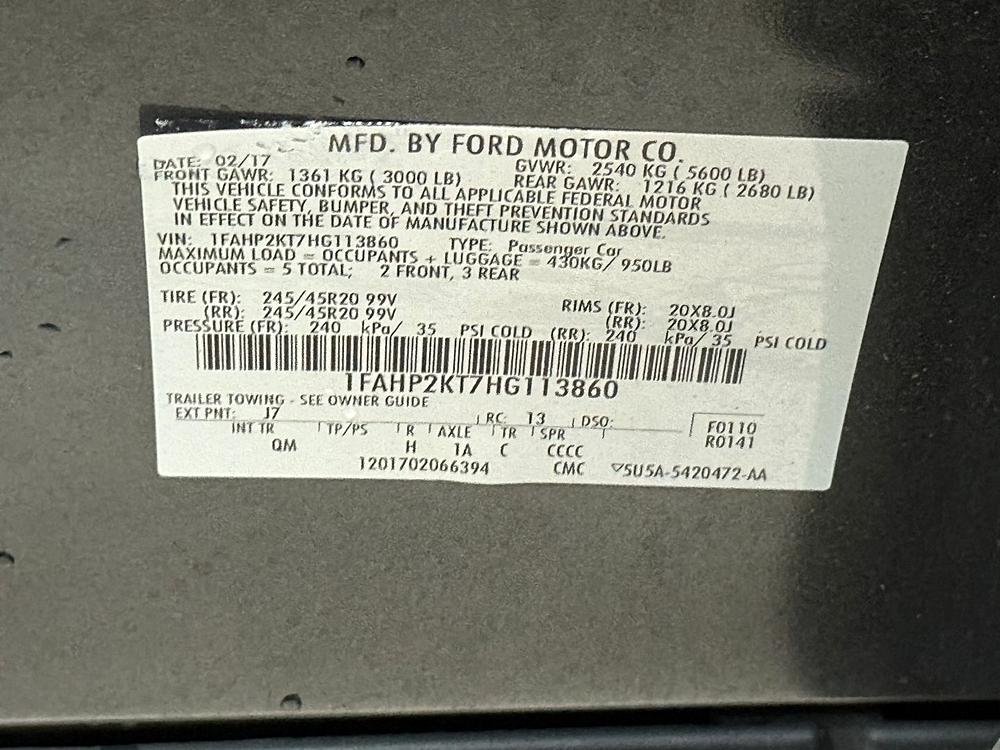 MFD. BY FORD MOTOR CO.
DATE: 02/17 GVWR: 2540 KG ( 5600 LB)
FRONT GAWR: 1361 KG ( 3000 LB) REAR GAWR: 1216 KG ( 2680 LB)
THIS VEHICLE CONFORMS TO ALL APPLICABLE FEDERAL MOTOR
VEHICLE SAFETY, BUMPER, AND THEFT PREVENTION STANDARDS
IN EFFECT ON THE DATE OF MANUFACTURE SHOWN ABOVE.
VIN: 1FAHP2KT7HG113860 TYPE: Passenger Car
MAXIMUM LOAD = OCCUPANTS + LUGGAGE = 430KG/ 950LB
OCCUPANTS = 5 TOTAL; 2 FRONT, 3 REAR
TIRE (FR): 245/45R20 99V RIMS (FR): 20X8.0J
(RR): 245/45R20 99V (RR): 20X8.0J
PRESSURE (FR): 240 kPa/ 35 PSI COLD (RR): 240 kPa/ 35 PSI COLD
1FAHP2KT7HG113860
TRAILER TOWING - SEE OWNER GUIDE
EXT PNT: J7 RC: 13 DSO: F0110
INT TR TP/PS R AXLE TR SPR R0141
QM H 1A C CCCC
1201702066394 CMC 5U5A-5420472-AA